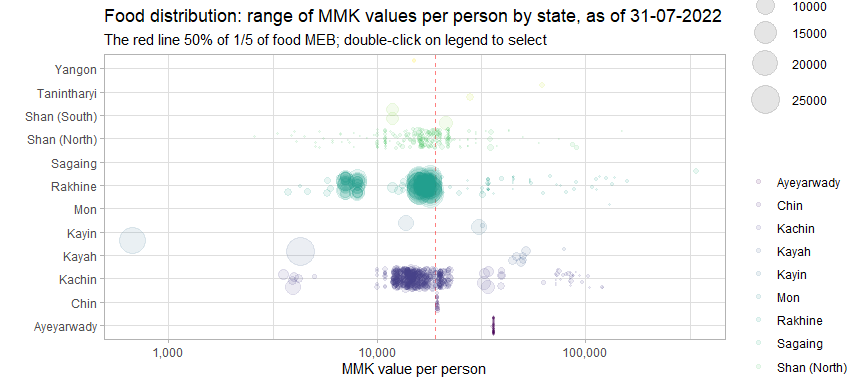 Food distribution: range of MMK values per person by state, as of 31-07-2022
The red line 50% of 1/5 of food MEB; double-click on legend to select
Yangon
Tanintharyi
Shan (South)
Shan (North)
Sagaing
Rakhine
Mon
Kayin
Kayah
Kachin
Chin
Ayeyarwady
1,000
10,000
100,000
MMK value per person
10000
15000
20000
25000
Ayeyarwady
Chin
Kachin
Kayah
Kayin
Mon
Rakhine
Sagaing
Shan (North)